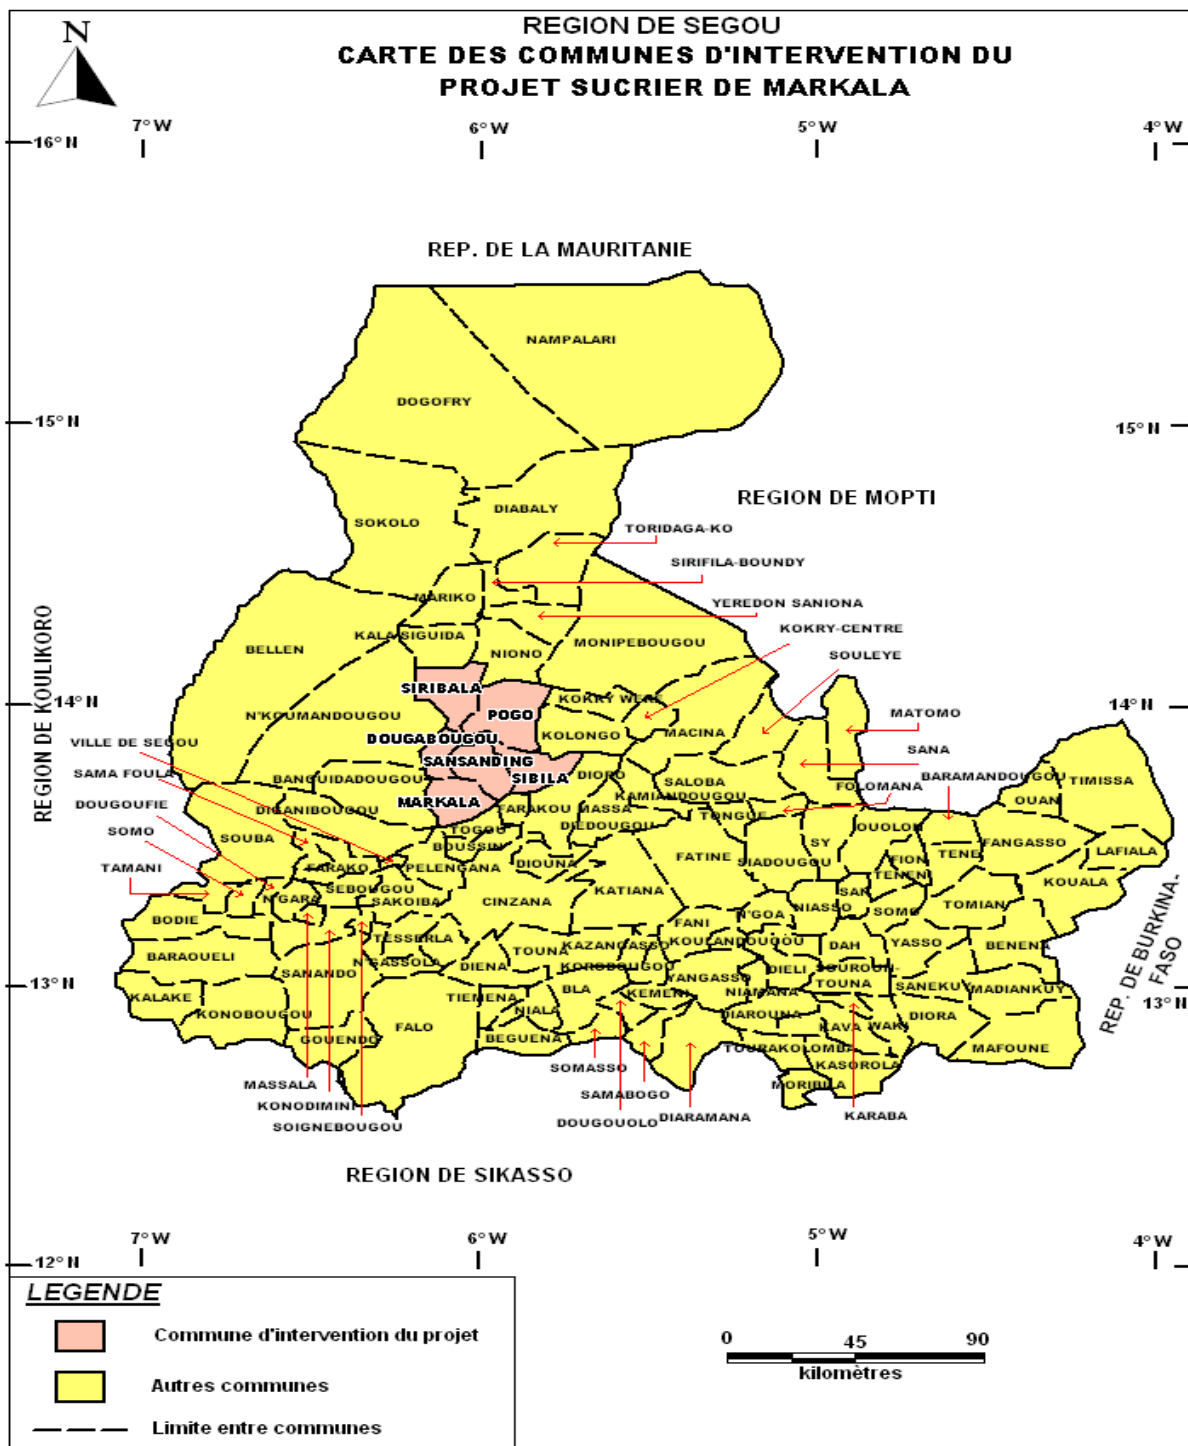 REGION DE SEGOU
CARTE DES COMMUNES D'INTERVENTION DU
PROJET SUCRIER DE MARKALA
N
7°W
6°W
5°W
4°W
16°N
REP. DE LA MAURITANIE
NAMPALARI
DOGOFRY
15°N
15°N
REGION DE MOPTI
DIABALY
SOKOLO
TORIDAGA-KO
SIRIFILA-BOUNDY
MARIKO
YEREDON SANIONA
KOKRY-CENTRE
KALA SIGUIDA
MONIPEBOUGOU
NIONO
SOULEYE
BELLEN
REGION DE KOULIKORO
SIRIBALA
KOKRY WERE
14°N
14°N
N'KOUMANDOUGOU
POGO
MATOMO
DOUGABOUGOU
KOLONGO
MACINA
VILLE DE SEGOU
SANA
SANSANDING
SAMA FOULA
BANGUIDADOUGOU
SIBILA
DIORO
SALOBA
BARAMANDOUGOU
TIMISSA
FOLOMANA
KAMIANDOUGOU
DOUGOUFIE
MARKALA
OUAN
DIGANIBOUGOU
FARAKOU MASSA
TONGUE
SOMO
TOGOU
DIEDOUGOU
OUOLON
SOUBA
BOUSSIN
SY
FANGASSO
TENE
LAFIALA
TAMANI
FARAKO
PELENGANA
DIOUNA
FATINE
SIADOUGOU
FION
TENENI
KOUALA
SEBOUGOU
KATIANA
SAN
N'GARA
SAKOIBA
CINZANA
NIASSO
SOMO
TOMIAN
BODIE
FANI
N'GOA
TESSERLA
TOUNA
KAZANGASSO
KOULANDOUGOU
DAH
YASSO
BENENA
BARAOUELI
N'GASSOLA
DIENA
KORODOUGOU
DIELI
SOUROUN-
TOUNA
SANANDO
YANGASSO
REP. DE BURKINA-
FASO
KALAKE
TIEMENA
BLA
KEMENI
NIAMANA
SANEKUY
MADIANKUY
13°N
13°N
KONOBOUGOU
NIALA
DIAROUNA
DIORA
FALO
KAVA
WAKI
GOUENDO
BEGUENA
TOURAKOLOMBA
MAFOUNE
SOMASSO
KASOROLA
MASSALA
SAMABOGO
MORIBILA
KONODIMINI
DIARAMANA
KARABA
SOIGNEBOUGOU
DOUGOUOLO
REGION DE SIKASSO
7°W
6°W
5°W
4°W
12°N
12°N
LEGENDE
Commune d'intervention du projet
Autres communes
Limite entre communes
0 45 90
kilomètres